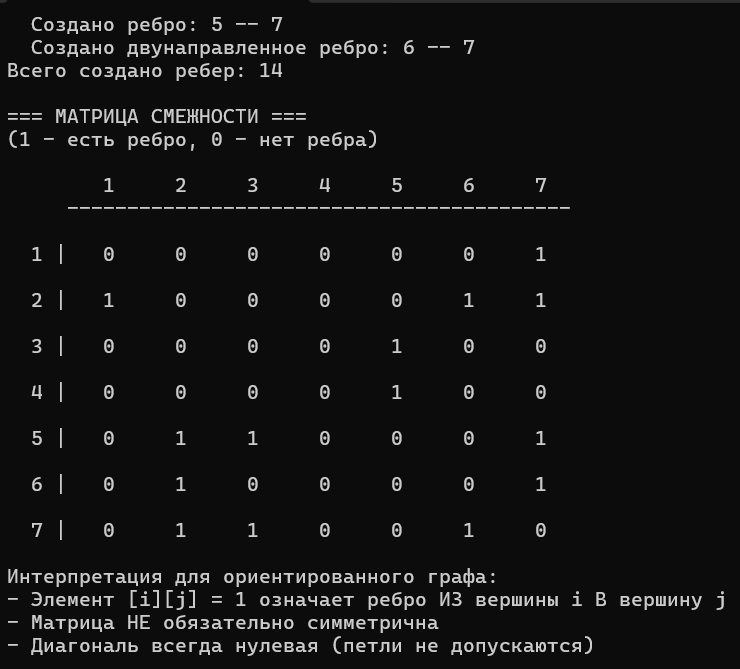 Создано ребро: 5 -- 7
Создано двунаправленное ребро: 6 -- 7
Всего создано ребер: 14
=== МАТРИЦА СМЕЖНОСТИ ===
(1 - есть ребро, 0 - нет ребра)
1 2 3 4 5 6 7
------------------------------------------
1 | 0 0 0 0 0 0 1
2 | 1 0 0 0 0 1 1
3 | 0 0 0 0 1 0 0
4 | 0 0 0 0 1 0 0
5 | 0 1 1 0 0 0 1
6 | 0 1 0 0 0 0 1
7 | 0 1 1 0 0 1 0
Интерпретация для ориентированного графа:
- Элемент [i][j] = 1 означает ребро ИЗ вершины i В вершину j
- Матрица НЕ обязательно симметрична
- Диагональ всегда нулевая (петли не допускаются)